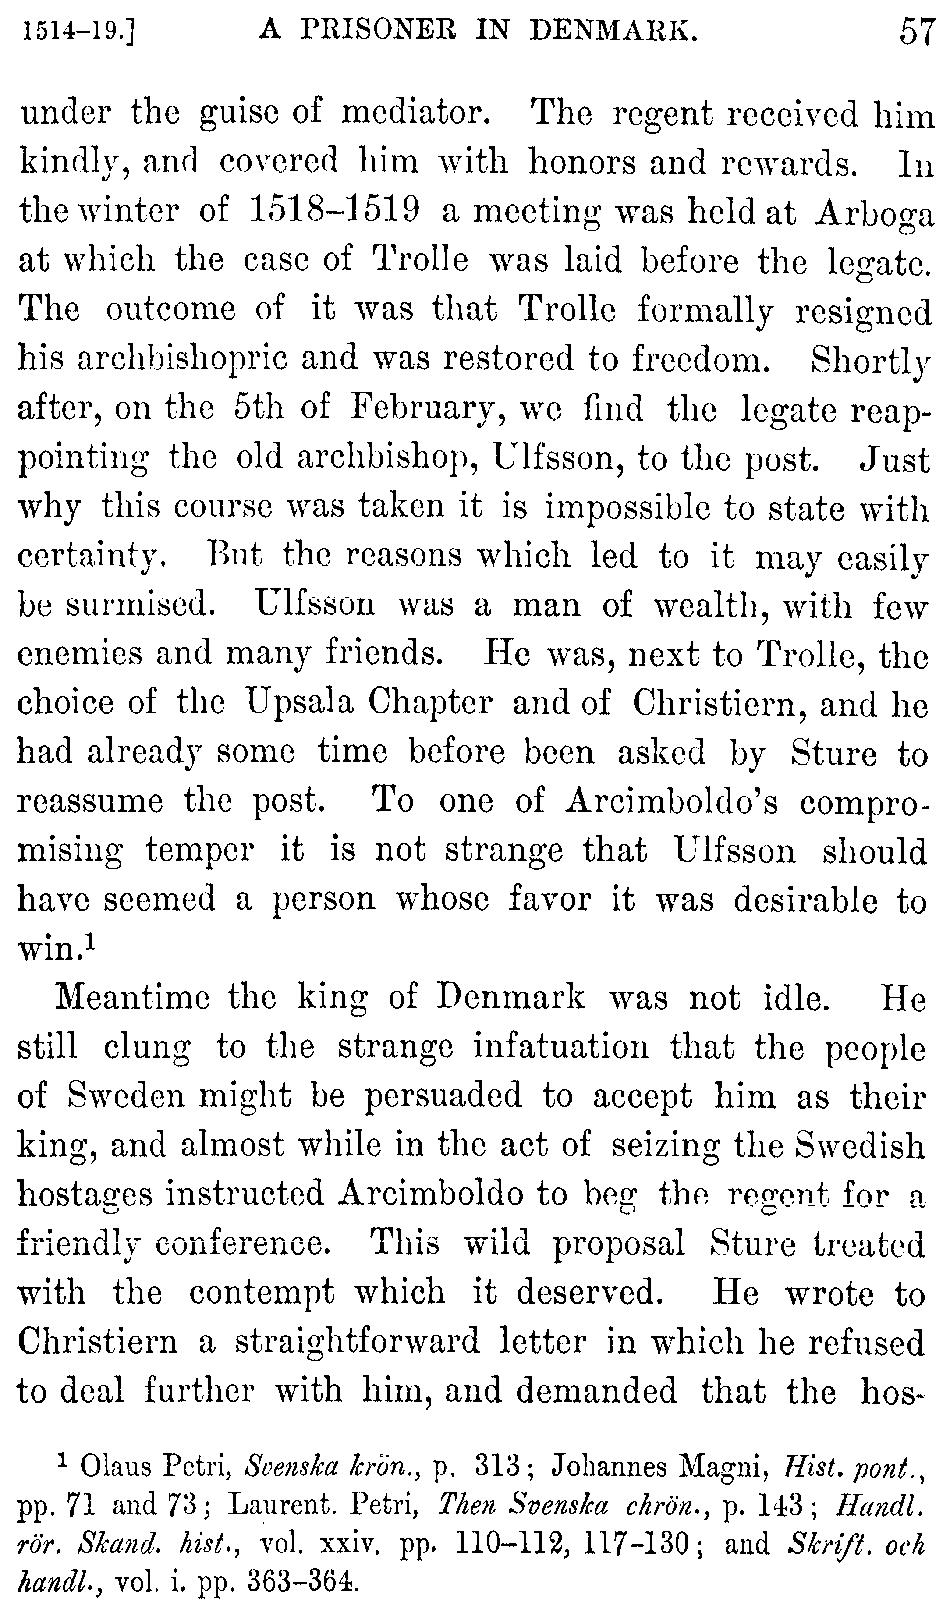 1514–19.] A PRISONER IN DENMARK. 57
under the guise of mediator. The regent received him
kindly, and covered him with honors and rewards. In
the winter of 1518–1519 a meeting was held at Arboga
at which the case of Trolle was laid before the legate.
The outcome of it was that Trolle formally resigned
his archbishopric and was restored to freedom. Shortly
after, on the 5th of February, we find the legate reap-
pointing the old archbishop, Ulfsson, to the post. Just
why this course was taken it is impossible to state with
certainty. But the reasons which led to it may easily
be surmised. Ulfsson was a man of wealth, with few
enemies and many friends. He was, next to Trolle, the
choice of the Upsala Chapter and of Christiern, and he
had already some time before been asked by Sture to
reassume the post. To one of Arcimboldo's compro-
mising temper it is not strange that Ulfsson should
have seemed a person whose favor it was desirable to
win.¹
Meantime the king of Denmark was not idle. He
still clung to the strange infatuation that the people
of Sweden might be persuaded to accept him as their
king, and almost while in the act of seizing the Swedish
hostages instructed Arcimboldo to beg the regent for a
friendly conference. This wild proposal Sture treated
with the contempt which it deserved. He wrote to
Christiern a straightforward letter in which he refused
to deal further with him, and demanded that the hos-
¹ Olaus Petri, Svenska krön., p. 313; Johannes Magni, Hist. pont.,
pp. 71 and 73; Laurent. Petri, Then Svenska chrön., p. 143; Handl.
rör. Skand. hist., vol. xxiv. pp. 110–112, 117–130; and Skrift. och
handl., vol. i. pp. 363–364.